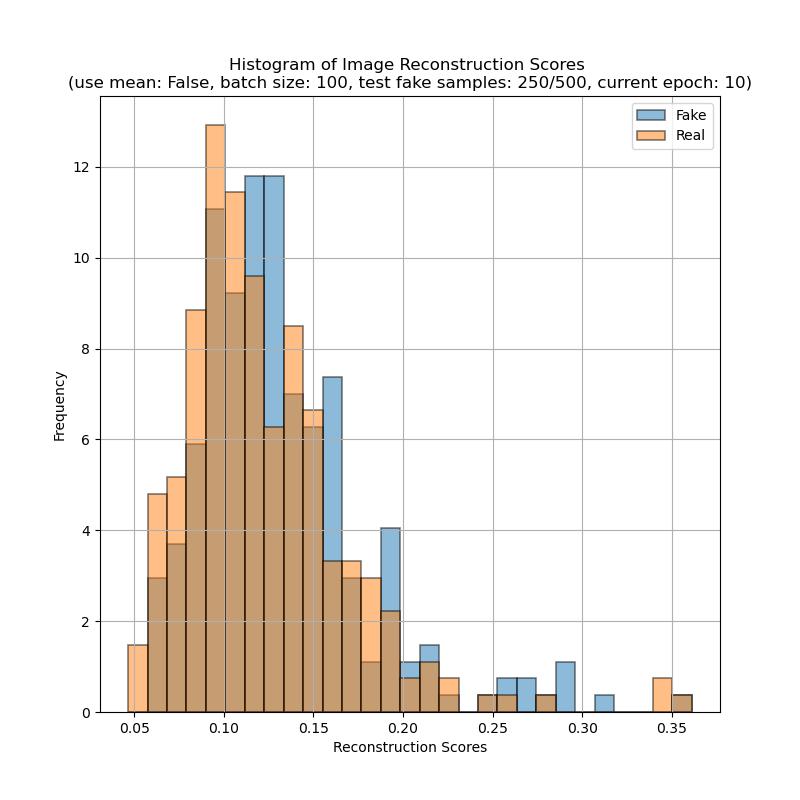 Histogram of Image Reconstruction Scores
(use mean: False, batch size: 100, test fake samples: 250/500, current epoch: 10)
Fake
Real
12
10
8
6
4
2
0
Frequency
0.05 0.10 0.15 0.20 0.25 0.30 0.35
Reconstruction Scores